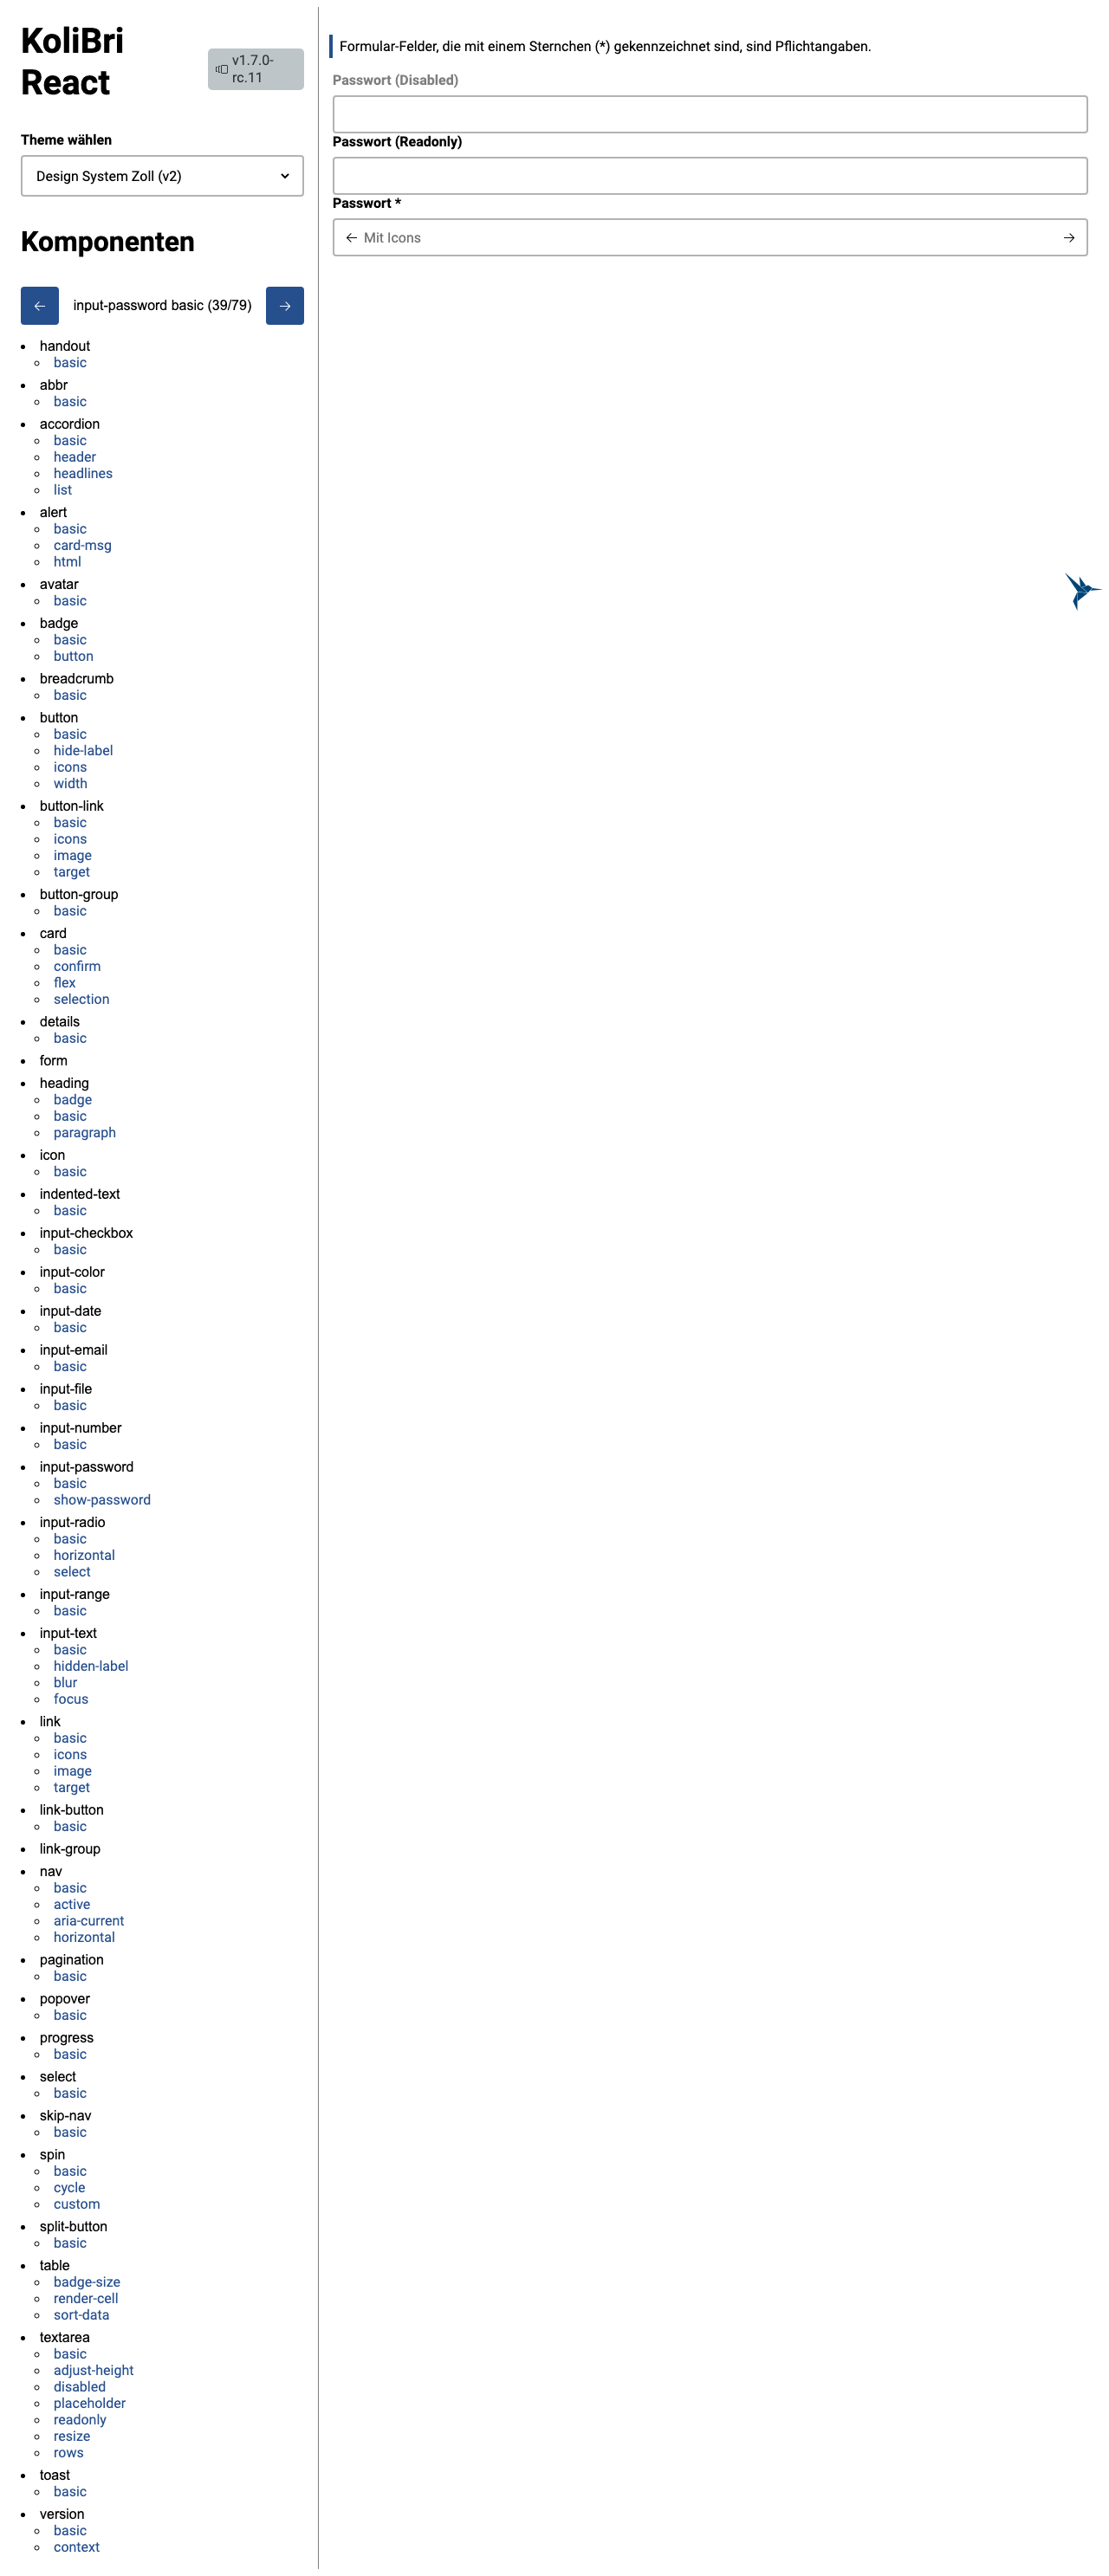 KoliBri
React
v1.7.0-
rc.11
Theme wählen
Design System Zoll (v2)
Komponenten
input-password basic (39/79)
handout
basic
abbr
basic
accordion
basic
header
headlines
list
alert
basic
card-msg
html
avatar
basic
badge
basic
button
breadcrumb
basic
button
basic
hide-label
icons
width
button-link
basic
icons
image
target
button-group
basic
card
basic
confirm
flex
selection
details
basic
form
heading
badge
basic
paragraph
icon
basic
indented-text
basic
input-checkbox
basic
input-color
basic
input-date
basic
input-email
basic
input-file
basic
input-number
basic
input-password
basic
show-password
input-radio
basic
horizontal
select
input-range
basic
input-text
basic
hidden-label
blur
focus
link
basic
icons
image
target
link-button
basic
link-group
nav
basic
active
aria-current
horizontal
pagination
basic
popover
basic
progress
basic
select
basic
skip-nav
basic
spin
basic
cycle
custom
split-button
basic
table
badge-size
render-cell
sort-data
textarea
basic
adjust-height
disabled
placeholder
readonly
resize
rows
toast
basic
version
basic
context
Formular-Felder, die mit einem Sternchen (*) gekennzeichnet sind, sind Pflichtangaben.
Passwort (Disabled)
Passwort (Readonly)
Passwort *
Mit Icons